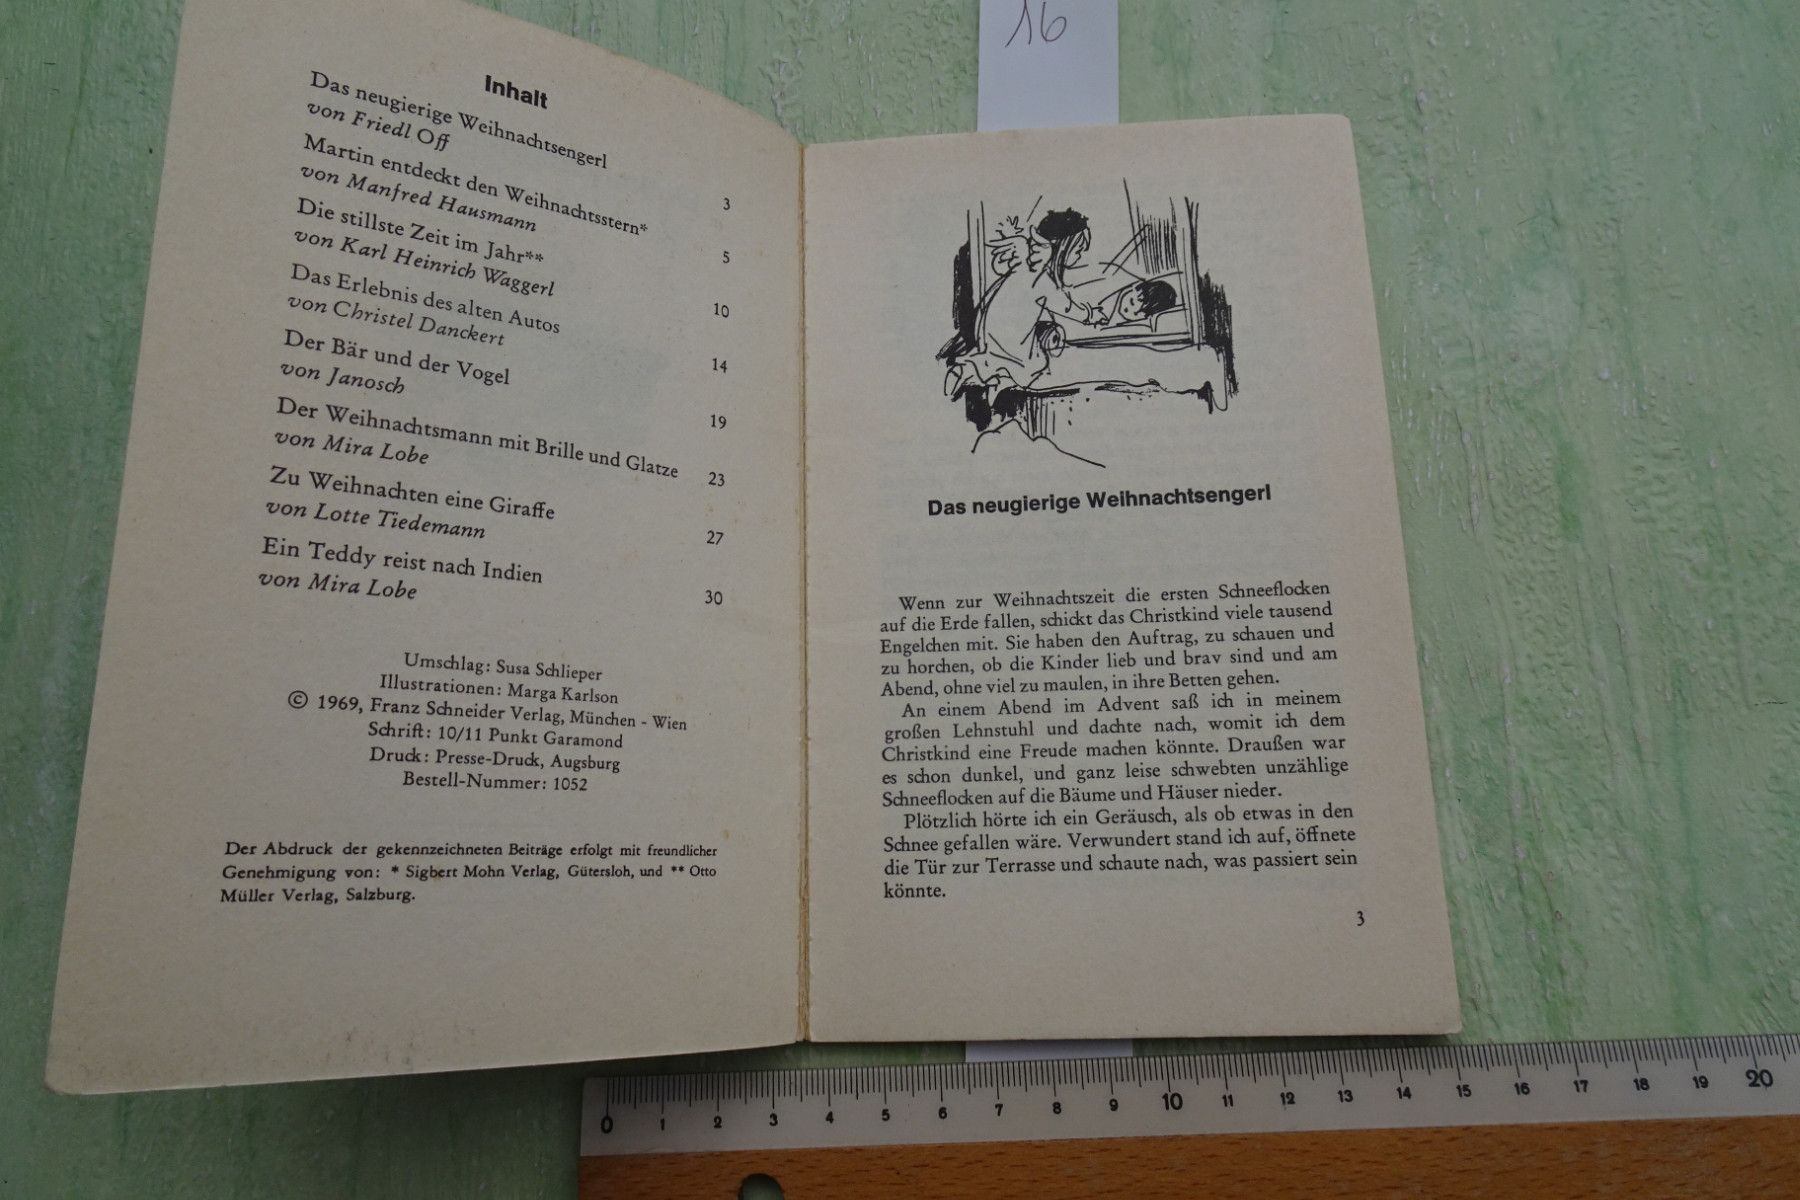 16
Inhalt
Das neugierige Weihnachtsengerl
von Friedl Off 3
Martin entdeckt den Weihnachtsstern*
von Manfred Hausmann 5
Die stillste Zeit im Jahr**
von Karl Heinrich Waggerl 10
Das Erlebnis des alten Autos
von Christel Danckert 14
Der Bär und der Vogel
von Janosch 19
Der Weihnachtsmann mit Brille und Glatze
von Mira Lobe 23
Zu Weihnachten eine Giraffe
von Lotte Tiedemann 27
Ein Teddy reist nach Indien
von Mira Lobe 30
Umschlag: Susa Schlieper
Illustrationen: Marga Karlson
© 1969, Franz Schneider Verlag, München - Wien
Schrift: 10/11 Punkt Garamond
Druck: Presse-Druck, Augsburg
Bestell-Nummer: 1052
Der Abdruck der gekennzeichneten Beiträge erfolgt mit freundlicher
Genehmigung von: * Sigbert Mohn Verlag, Gütersloh, und ** Otto
Müller Verlag, Salzburg.
Das neugierige Weihnachtsengerl
Wenn zur Weihnachtszeit die ersten Schneeflocken
auf die Erde fallen, schickt das Christkind viele tausend
Engelchen mit. Sie haben den Auftrag, zu schauen und
zu horchen, ob die Kinder lieb und brav sind und am
Abend, ohne viel zu maulen, in ihre Betten gehen.
An einem Abend im Advent saß ich in meinem
großen Lehnstuhl und dachte nach, womit ich dem
Christkind eine Freude machen könnte. Draußen war
es schon dunkel, und ganz leise schwebten unzählige
Schneeflocken auf die Bäume und Häuser nieder.
Plötzlich hörte ich ein Geräusch, als ob etwas in den
Schnee gefallen wäre. Verwundert stand ich auf, öffnete
die Tür zur Terrasse und schaute nach, was passiert sein
könnte.
3
0 1 2 3 4 5 6 7 8 9 10 11 12 13 14 15 16 17 18 19 20